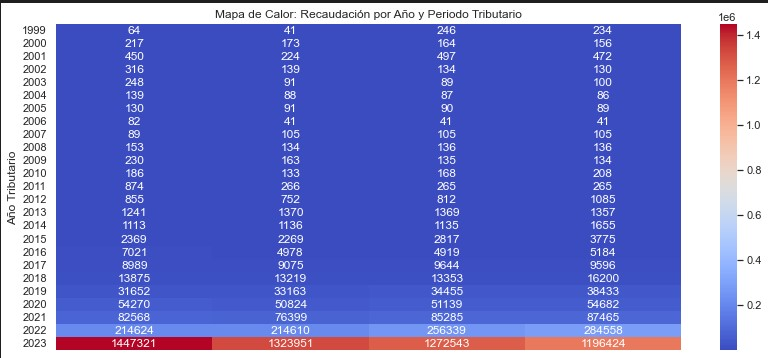 Mapa de Calor: Recaudación por Año y Periodo Tributario
1e6
1999 64 41 246 234
2000 217 173 164 156
2001 450 224 497 472
2002 316 139 134 130
2003 248 91 89 100
2004 139 88 87 86
2005 130 91 90 89
2006 82 41 41 41
2007 89 105 105 105
2008 153 134 136 136
2009 230 163 135 134
2010 186 133 168 208
2011 874 266 265 265
2012 855 752 812 1085
2013 1241 1370 1369 1357
2014 1113 1136 1135 1655
2015 2369 2269 2817 3775
2016 7021 4978 4919 5184
2017 8989 9075 9644 9596
2018 13875 13219 13353 16200
2019 31652 33163 34455 38433
2020 54270 50824 51139 54682
2021 82568 76399 85285 87465
2022 214624 214610 256339 284558
2023 1447321 1323951 1272543 1196424
Año Tributario
1.4
1.2
1.0
0.8
0.6
0.4
0.2